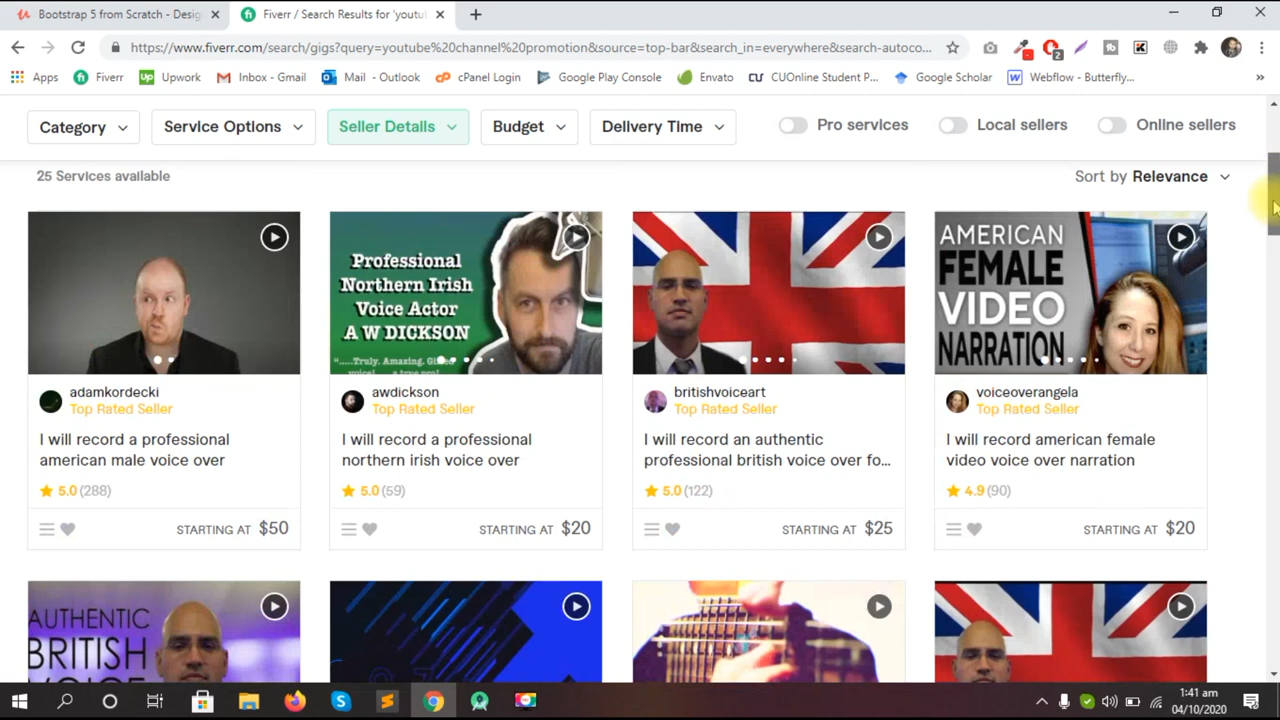 Bootstrap 5 from Scratch - Desig
Fiverr / Search Results for 'youtu
https://www.fiverr.com/search/gigs?query=youtube%20channel%20promotion&source=top-bar&search_in=everywhere&search-autoco...
Apps
Fiverr
Upwork
Inbox - Gmail
Mail - Outlook
cPanel Login
Google Play Console
Envato
CUOnline Student P...
Google Scholar
Webflow - Butterfly...
Category
Service Options
Seller Details
Budget
Delivery Time
Pro services
Local sellers
Online sellers
25 Services available
Sort by Relevance
Professional
Northern Irish
Voice Actor
A W DICKSON
“.....Truly. Amazing.
AMERICAN
FEMALE
VIDEO
NARRATION
adamkordecki
Top Rated Seller
I will record a professional
american male voice over
5.0 (288)
STARTING AT $50
awdickson
Top Rated Seller
I will record a professional
northern irish voice over
5.0 (59)
STARTING AT $20
britishvoiceart
Top Rated Seller
I will record an authentic
professional british voice over fo...
5.0 (122)
STARTING AT $25
voiceoverangela
Top Rated Seller
I will record american female
video voice over narration
4.9 (90)
STARTING AT $20
AUTHENTIC
BRITISH
VOICE
1:41 am
04/10/2020